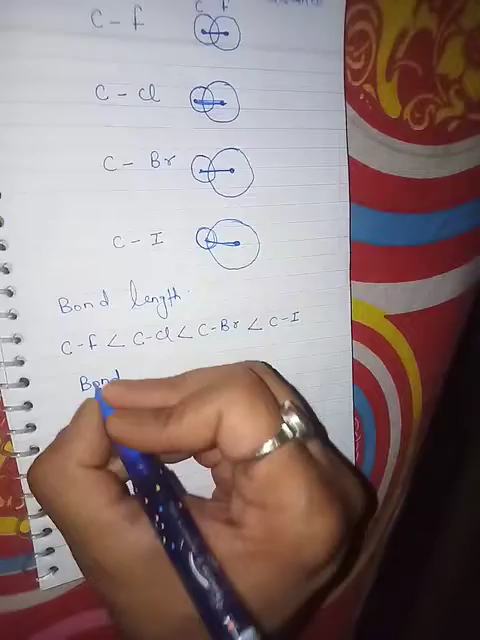 C F
C - f
C - Cl
C - Br
C - I
Bond length.
C-f < C-Cl < C-Br < C-I
Bond